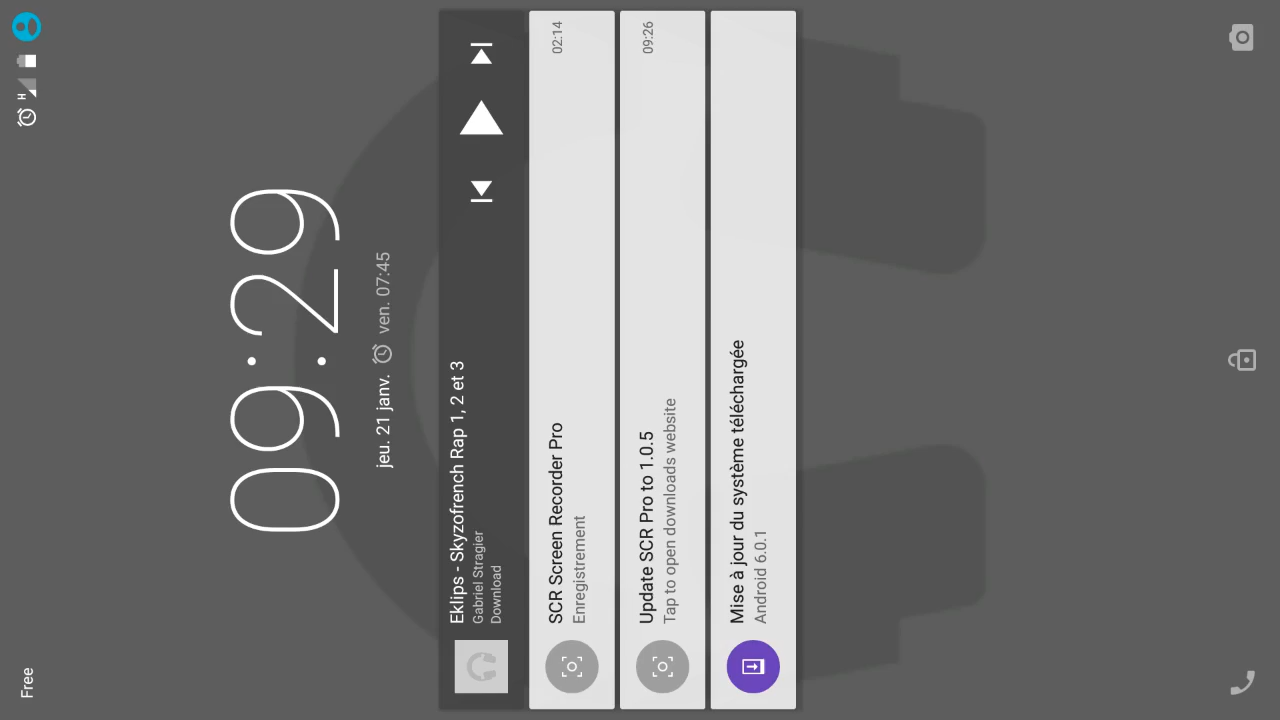 Free
H
09:29
jeu. 21 janv. ven. 07:45
Eklips - Skyzofrench Rap 1, 2 et 3
Gabriel Stragier
Download
SCR Screen Recorder Pro 02:14
Enregistrement
Update SCR Pro to 1.0.5 09:26
Tap to open downloads website
Mise à jour du système téléchargée
Android 6.0.1